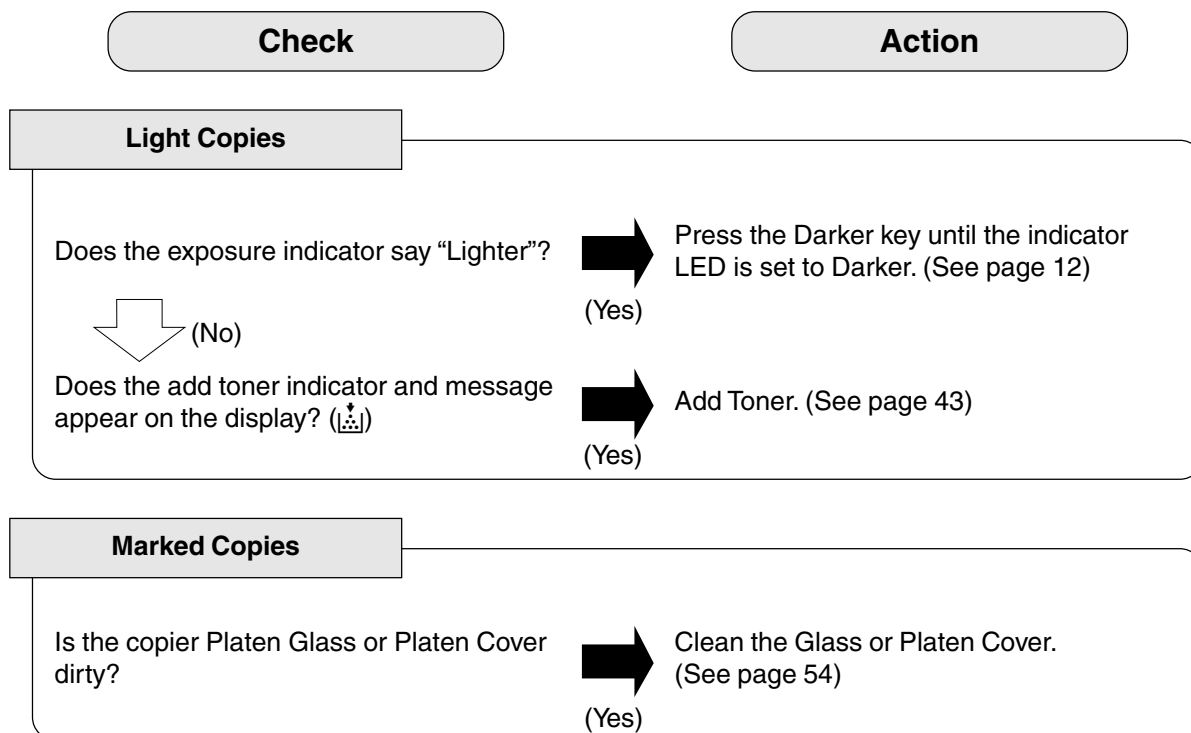 Check
Action
Light Copies
Does the exposure indicator say “Lighter”?
(Yes)
Press the Darker key until the indicator
LED is set to Darker. (See page 12)
(No)
Does the add toner indicator and message
appear on the display? ( )
(Yes)
Add Toner. (See page 43)
Marked Copies
Is the copier Platen Glass or Platen Cover
dirty?
(Yes)
Clean the Glass or Platen Cover.
(See page 54)